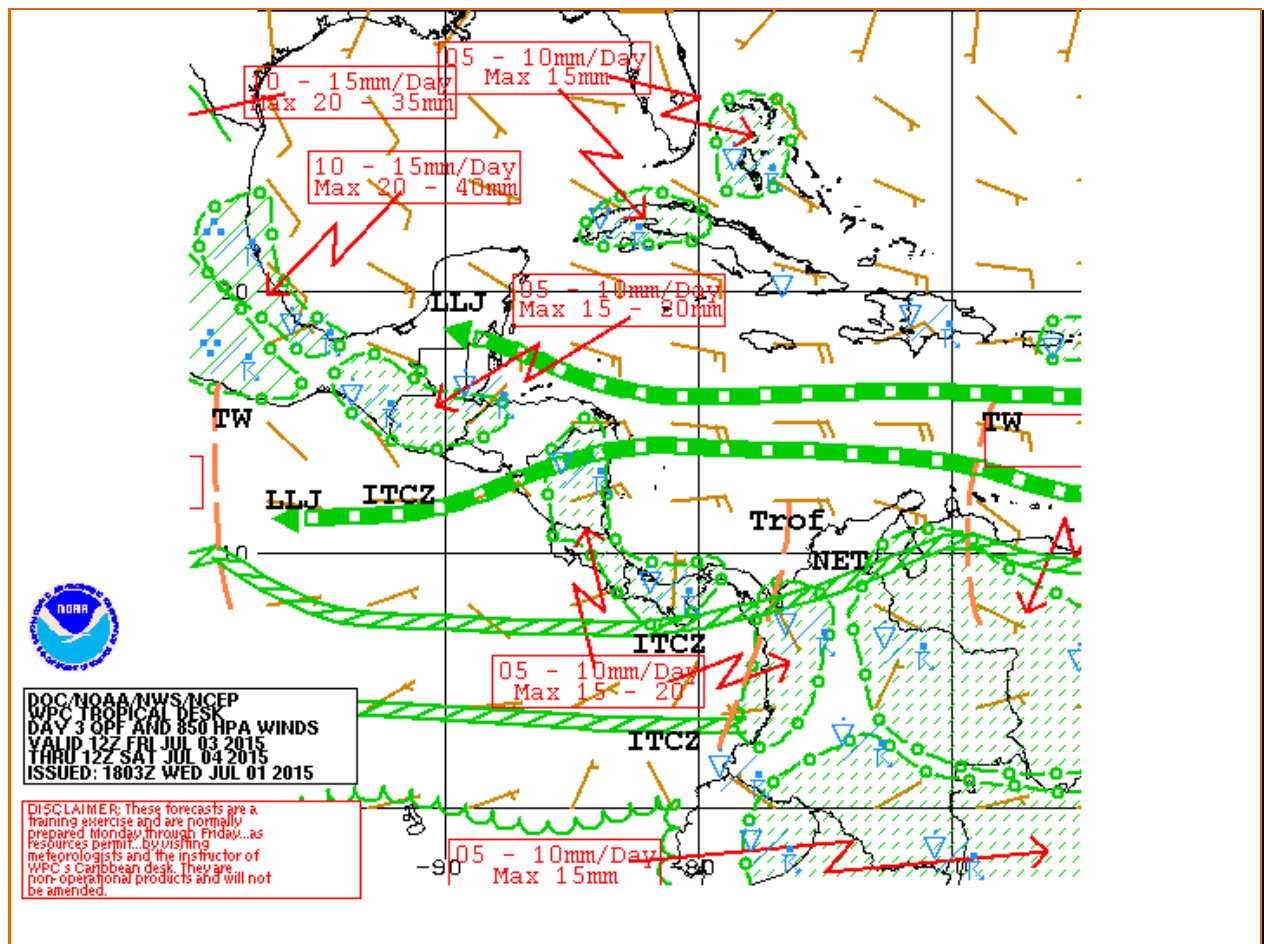 05 - 10mm/Day
Max 15mm
10 - 15mm/Day
Max 20 - 35mm
10 - 15mm/Day
Max 20 - 40mm
20
LLJ
05 - 10mm/Day
Max 15 - 20mm
TW
TW
LLJ
ITCZ
Trof
10
NET
NOAA
ITCZ
05 - 10mm/Day
Max 15 - 20
ITCZ
DOC/NOAA/NWS/NCEP
WPC TROPICAL DESK
DAY 3 QPF AND 850 HPA WINDS
VALID 12Z FRI JUL 03 2015
THRU 12Z SAT JUL 04 2015
ISSUED: 1803Z WED JUL 01 2015
DISCLAIMER: These forecasts are a
training exercise and are normally
prepared Monday through Friday...as
resources permit...by visiting
meteorologists and the instructor of
WPC s Caribbean desk. They are
non-operational products and will not
be amended.
05 - 10mm/Day
Max 15mm
-90
-80